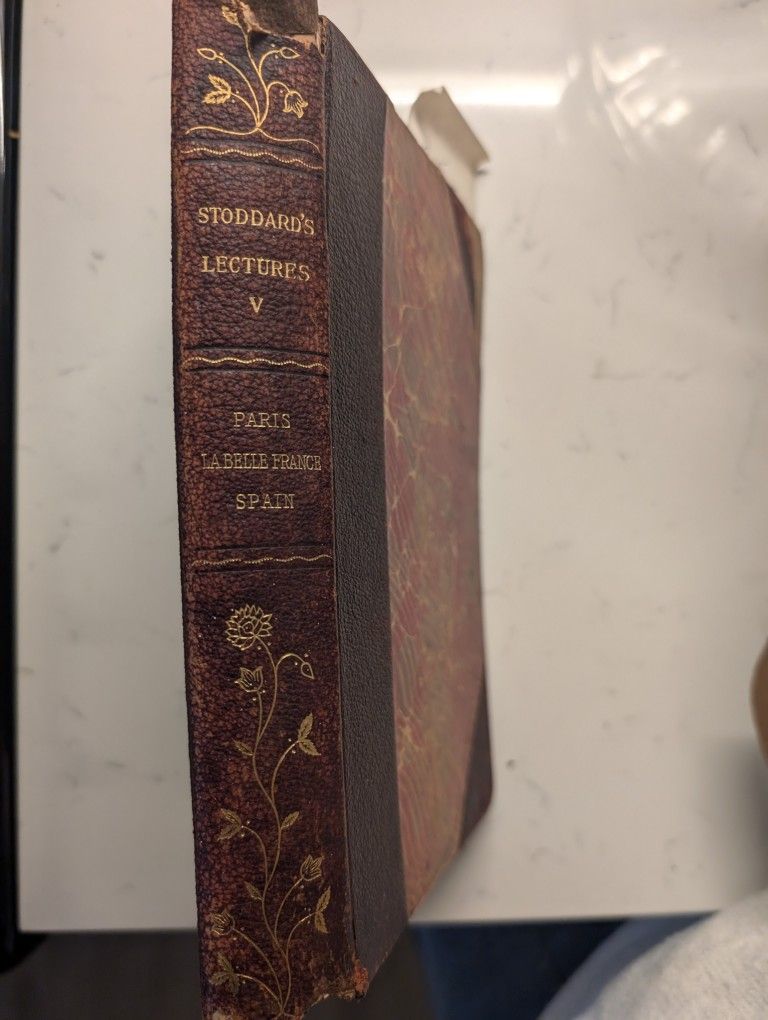 STODDARD'S
LECTURES
V
PARIS
LA BELLE FRANCE
SPAIN